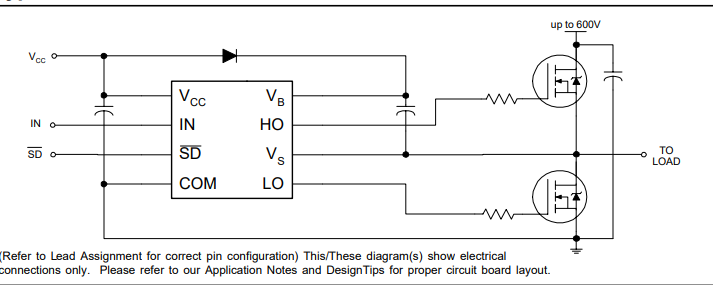 up to 600V
VCC
VCC
VB
IN
IN
HO
SD
SD
VS
TO
LOAD
COM
LO
(Refer to Lead Assignment for correct pin configuration) This/These diagram(s) show electrical
connections only. Please refer to our Application Notes and DesignTips for proper circuit board layout.